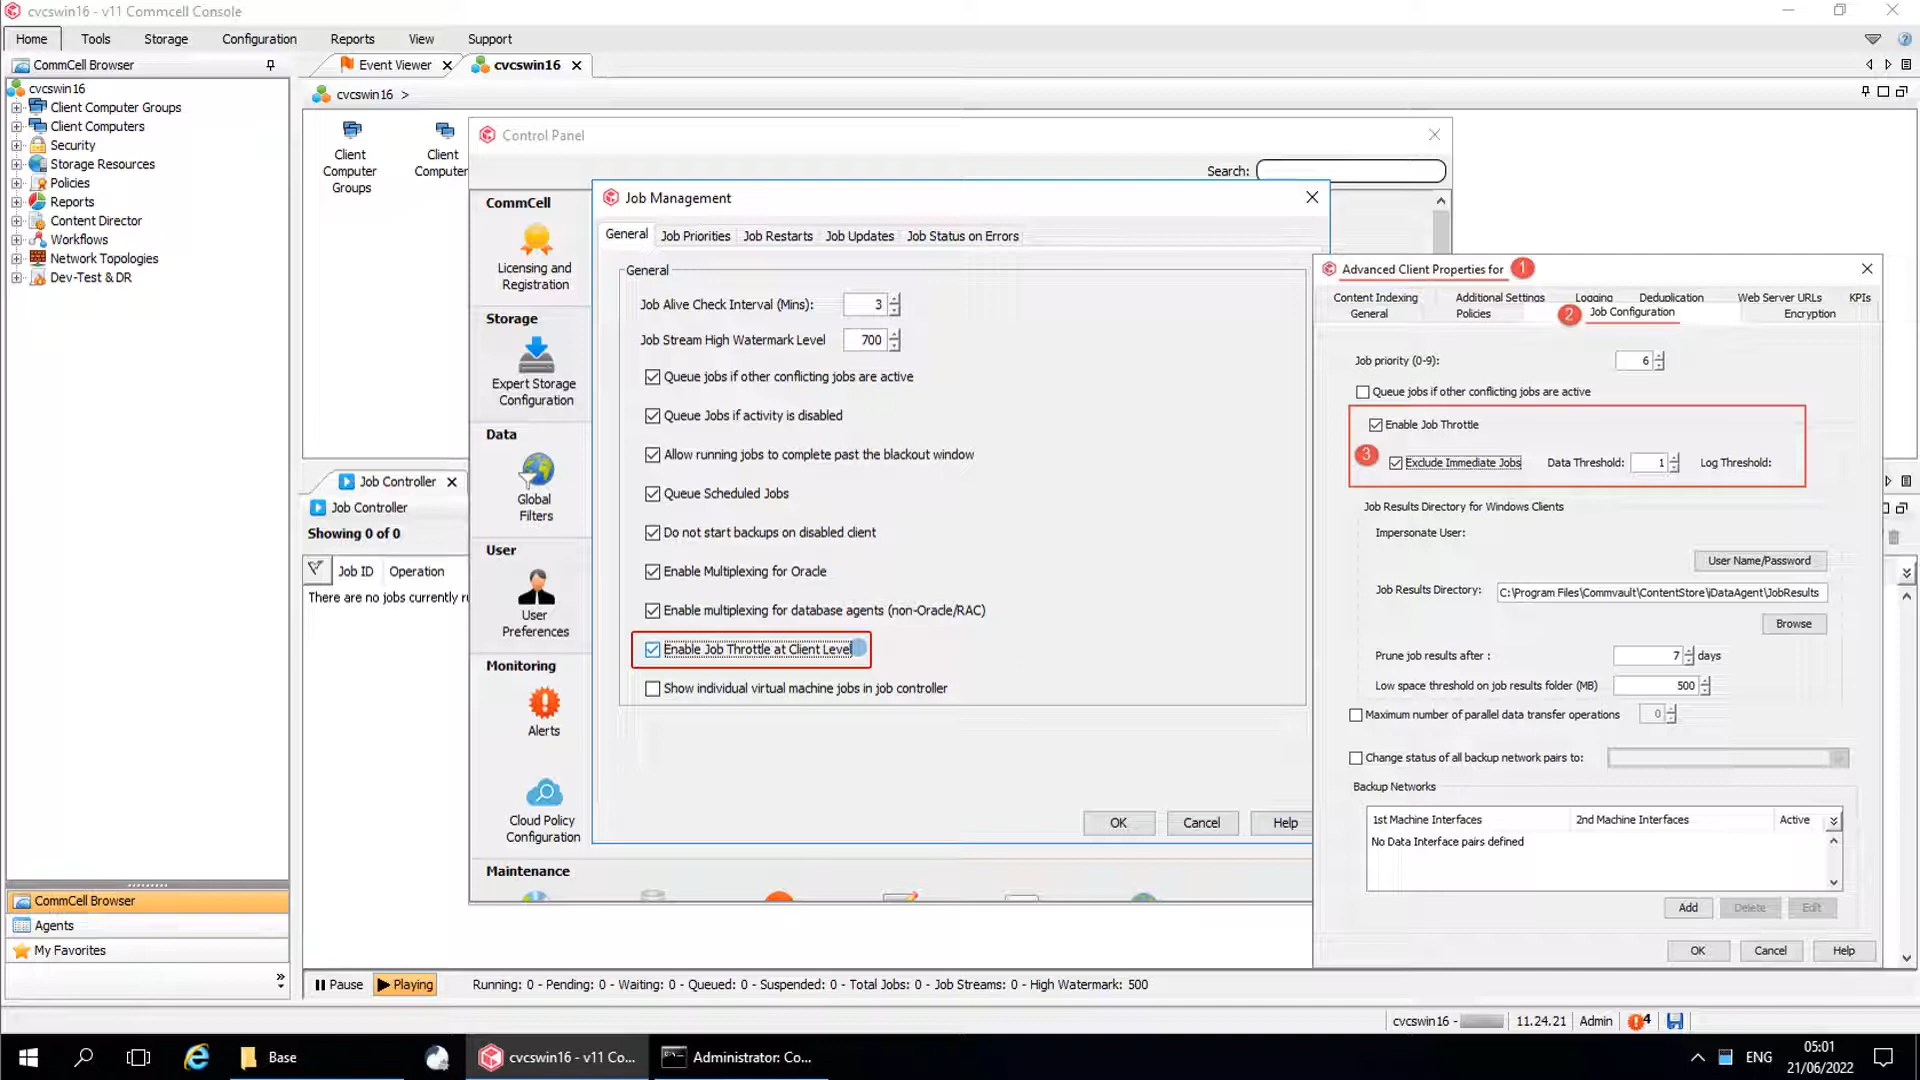 cvcswin16 - v11 Commcell Console
Home Tools Storage Configuration Reports View Support
CommCell Browser
cvcswin16
Client Computer Groups
Client Computers
Security
Storage Resources
Policies
Reports
Content Director
Workflows
Network Topologies
Dev-Test & DR
CommCell Browser
Agents
My Favorites
Event Viewer
cvcswin16
cvcswin16 >
Client Computer Groups
Client Computer
Job Controller
Job Controller
Showing 0 of 0
Job ID Operation
There are no jobs currently r
Control Panel
Search:
CommCell
Licensing and Registration
Storage
Expert Storage Configuration
Data
Global Filters
User
User Preferences
Monitoring
Alerts
Cloud Policy Configuration
Maintenance
Job Management
General Job Priorities Job Restarts Job Updates Job Status on Errors
General
Job Alive Check Interval (Mins): 3
Job Stream High Watermark Level 700
Queue jobs if other conflicting jobs are active
Queue Jobs if activity is disabled
Allow running jobs to complete past the blackout window
Queue Scheduled Jobs
Do not start backups on disabled client
Enable Multiplexing for Oracle
Enable multiplexing for database agents (non-Oracle/RAC)
Enable Job Throttle at Client Level
Show individual virtual machine jobs in job controller
OK Cancel Help
Advanced Client Properties for 1
Content Indexing Additional Settings Logging Deduplication Web Server URLs KPIs
General Policies 2 Job Configuration Encryption
Job priority (0-9): 6
Queue jobs if other conflicting jobs are active
Enable Job Throttle
3 Exclude Immediate Jobs Data Threshold: 1 Log Threshold:
Job Results Directory for Windows Clients
Impersonate User:
User Name/Password
Job Results Directory: C:\Program Files\Commvault\ContentStore\iDataAgent\JobResults
Browse
Prune job results after : 7 days
Low space threshold on job results folder (MB) 500
Maximum number of parallel data transfer operations 0
Change status of all backup network pairs to:
Backup Networks
1st Machine Interfaces 2nd Machine Interfaces Active
No Data Interface pairs defined
Add Delete Edit
OK Cancel Help
Pause Playing Running: 0 - Pending: 0 - Waiting: 0 - Queued: 0 - Suspended: 0 - Total Jobs: 0 - Job Streams: 0 - High Watermark: 500
cvcswin16 - 11.24.21 Admin 4
Base cvcswin16 - v11 Co... Administrator: Co... ENG 05:01
21/06/2022